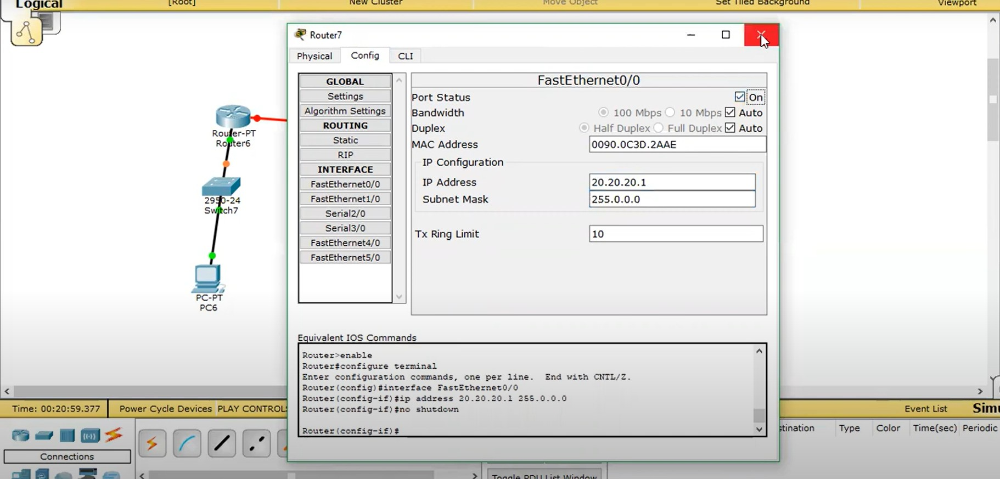 Logical
[Root]
New Cluster
Move Object
Set Tiled Background
Viewport
Router7
Physical
Config
CLI
GLOBAL
Settings
Algorithm Settings
ROUTING
Static
RIP
INTERFACE
FastEthernet0/0
FastEthernet1/0
Serial2/0
Serial3/0
FastEthernet4/0
FastEthernet5/0
FastEthernet0/0
Port Status
On
Bandwidth
100 Mbps
10 Mbps
Auto
Duplex
Half Duplex
Full Duplex
Auto
MAC Address
0090.0C3D.2AAE
IP Configuration
IP Address
20.20.20.1
Subnet Mask
255.0.0.0
Tx Ring Limit
10
Equivalent IOS Commands
Router>enable
Router#configure terminal
Enter configuration commands, one per line.  End with CNTL/Z.
Router(config)#interface FastEthernet0/0
Router(config-if)#ip address 20.20.20.1 255.0.0.0
Router(config-if)#no shutdown
Router(config-if)#
Router-PT
Router6
2950-24
Switch7
PC-PT
PC6
Time: 00:20:59.377
Power Cycle Devices
PLAY CONTROLS
Event List
Connections
Type
Color
Time(sec)
Periodic
Toggle PDU List Window